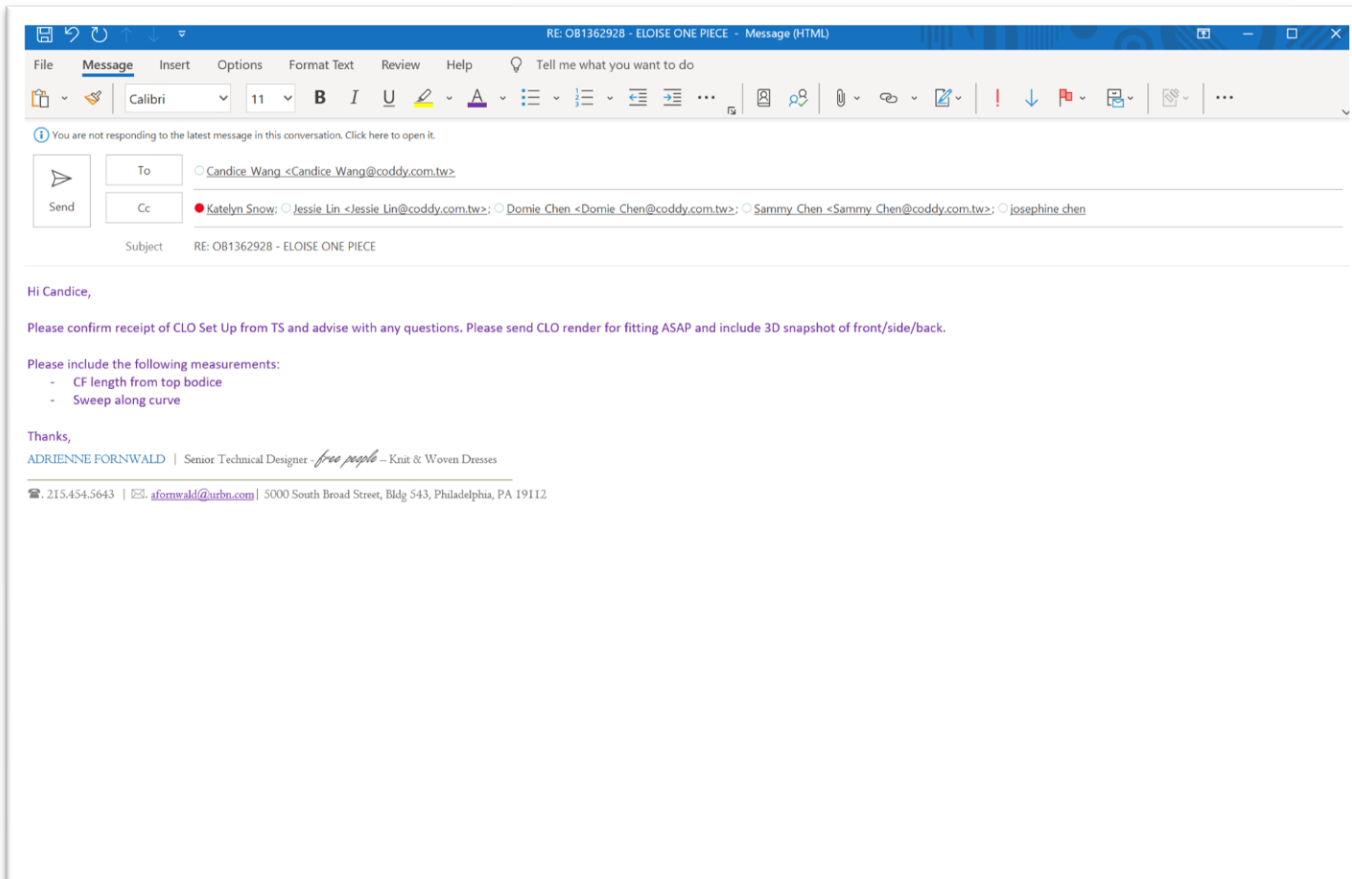 RE: OB1362928 - ELOISE ONE PIECE - Message (HTML)
File Message Insert Options Format Text Review Help Tell me what you want to do
Calibri 11 B I U A
You are not responding to the latest message in this conversation. Click here to open it.
To Candice Wang <Candice Wang@coddy.com.tw>
Send
Cc Katelyn Snow; Jessie Lin <Jessie Lin@coddy.com.tw>; Domie Chen <Domie Chen@coddy.com.tw>; Sammy Chen <Sammy Chen@coddy.com.tw>; josephine chen
Subject RE: OB1362928 - ELOISE ONE PIECE
Hi Candice,
Please confirm receipt of CLO Set Up from TS and advise with any questions. Please send CLO render for fitting ASAP and include 3D snapshot of front/side/back.
Please include the following measurements:
- CF length from top bodice
- Sweep along curve
Thanks,
ADRIENNE FORNWALD | Senior Technical Designer - free people – Knit & Woven Dresses
☎. 215.454.5643 | ✉. afornwald@urbn.com | 5000 South Broad Street, Bldg 543, Philadelphia, PA 19112